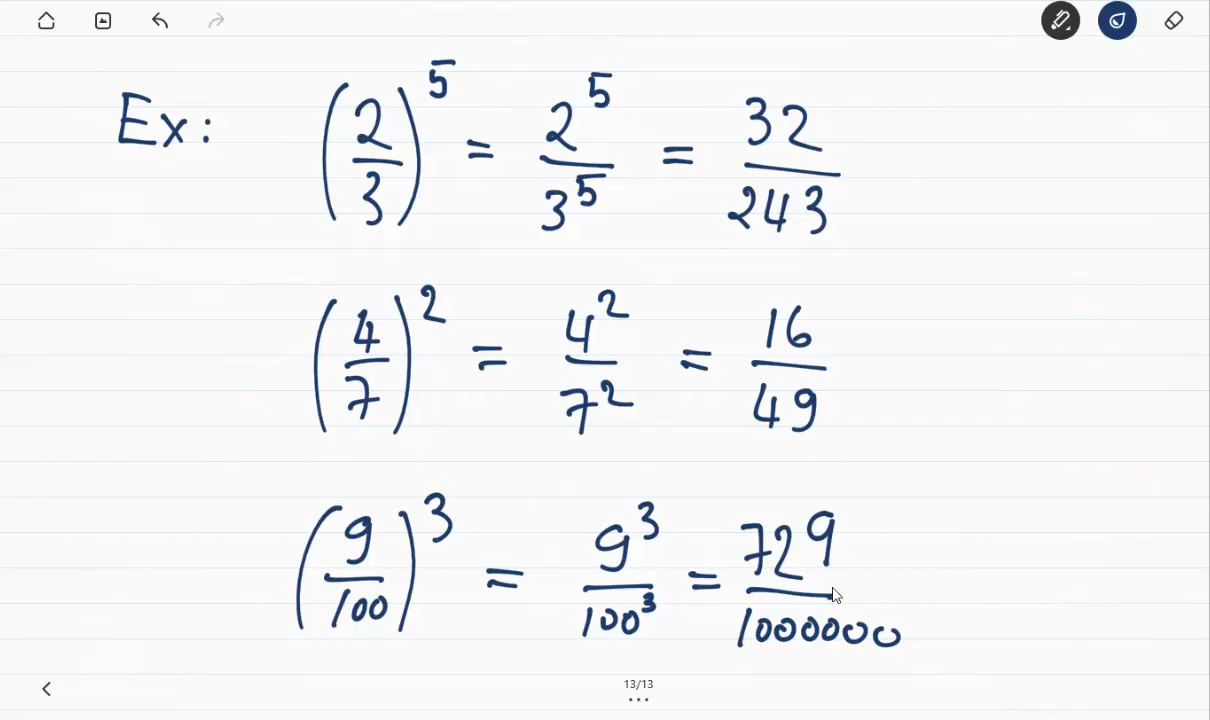 Ex: (2/3)^5 = 2^5/3^5 = 32/243
(4/7)^2 = 4^2/7^2 = 16/49
(9/100)^3 = 9^3/100^3 = 729/1000000
13/13